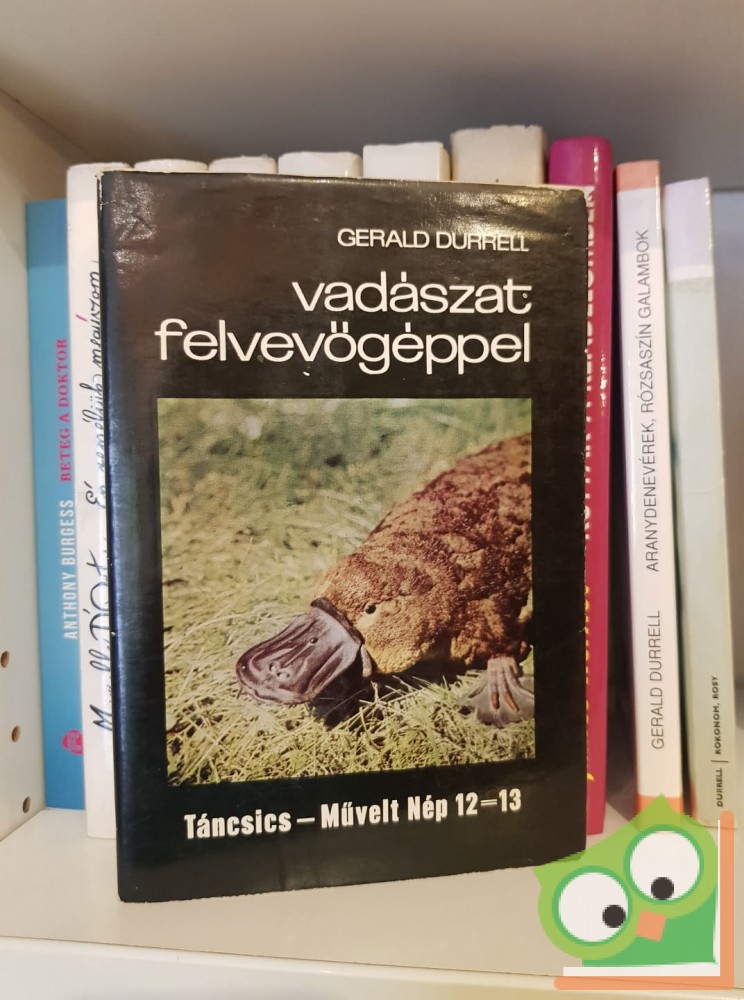 GERALD DURRELL
vadászat
felvevögéppel
Táncsics – Művelt Nép 12=13
ANTHONY BURGESS BETEG A DOKTOR
GERALD DURRELL ARANYDENEVÉREK, RÓZSASZÍN GALAMBOK
DURRELL | ROKONOM, ROSY